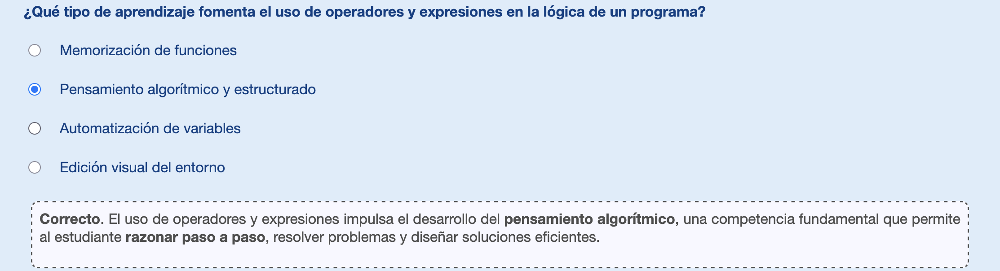 ¿Qué tipo de aprendizaje fomenta el uso de operadores y expresiones en la lógica de un programa?
Memorización de funciones
Pensamiento algorítmico y estructurado
Automatización de variables
Edición visual del entorno
Correcto. El uso de operadores y expresiones impulsa el desarrollo del pensamiento algorítmico, una competencia fundamental que permite
al estudiante razonar paso a paso, resolver problemas y diseñar soluciones eficientes.